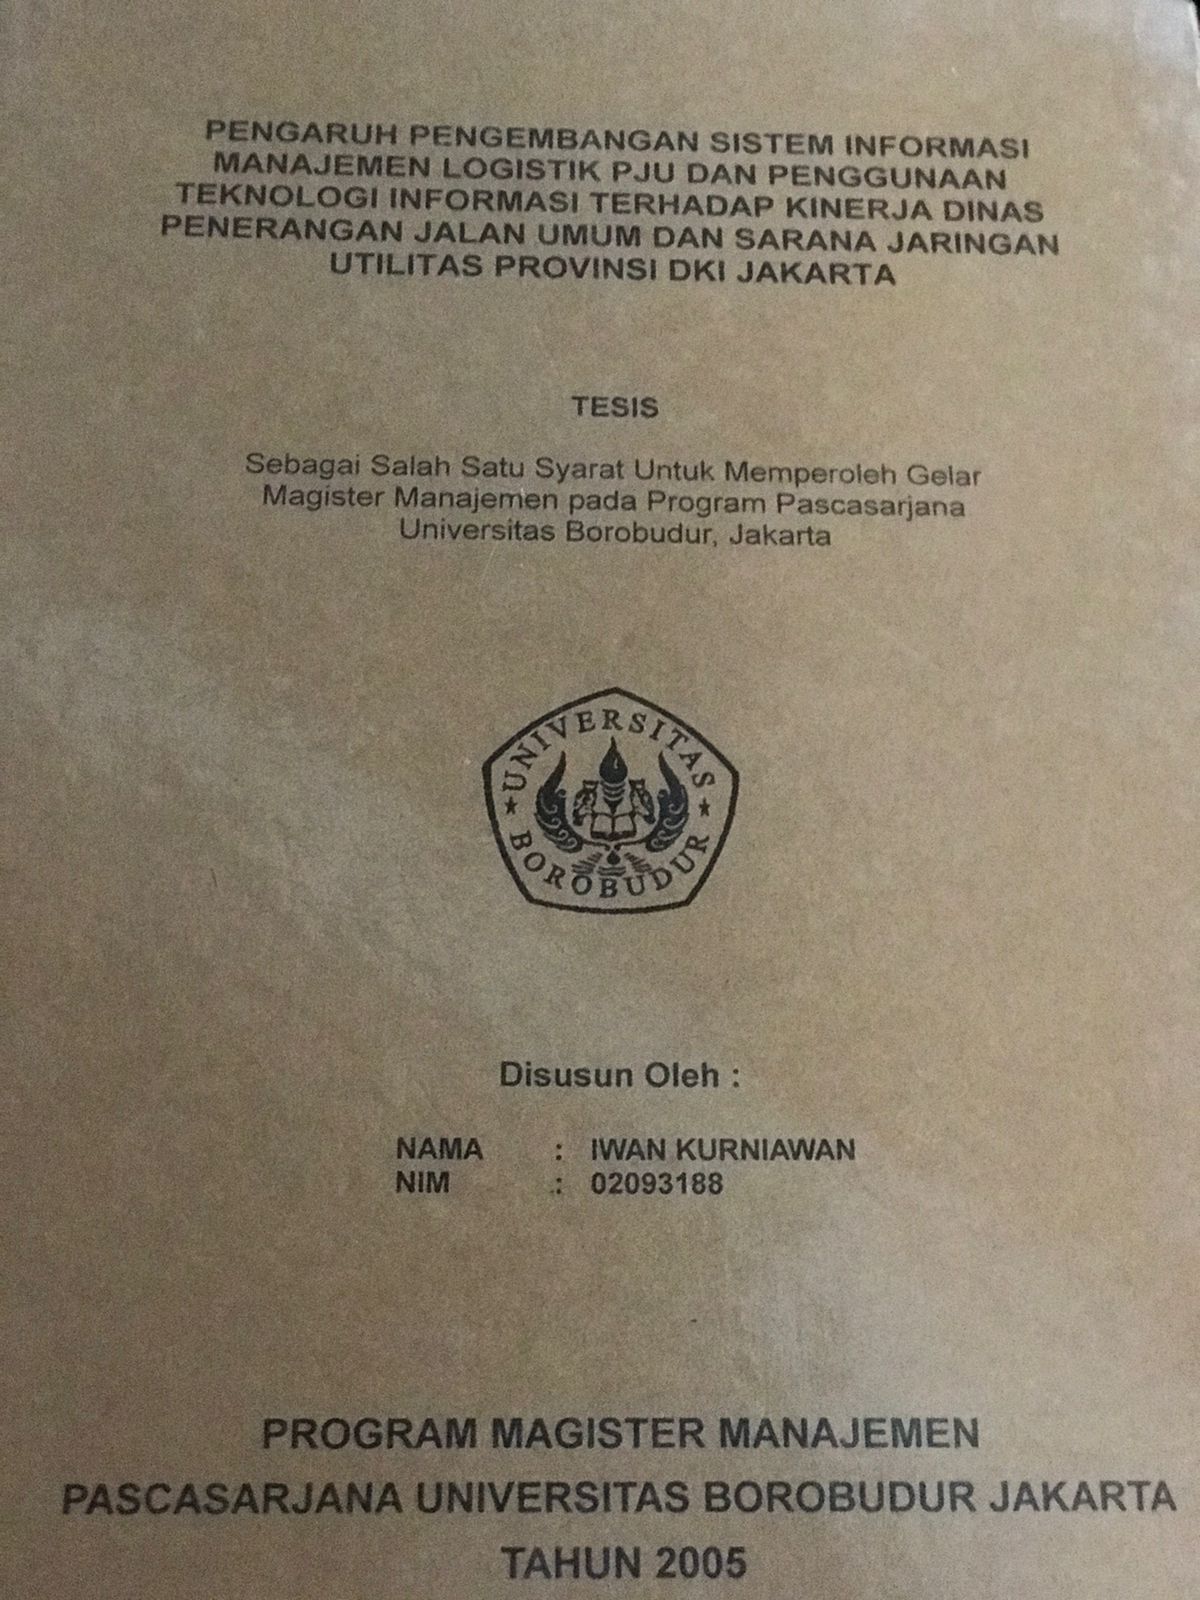 PENGARUH PENGEMBANGAN SISTEM INFORMASI
MANAJEMEN LOGISTIK PJU DAN PENGGUNAAN
TEKNOLOGI INFORMASI TERHADAP KINERJA DINAS
PENERANGAN JALAN UMUM DAN SARANA JARINGAN
UTILITAS PROVINSI DKI JAKARTA
TESIS
Sebagai Salah Satu Syarat Untuk Memperoleh Gelar
Magister Manajemen pada Program Pascasarjana
Universitas Borobudur, Jakarta
UNIVERSITAS
BOROBUDUR
Disusun Oleh :
NAMA : IWAN KURNIAWAN
NIM : 02093188
PROGRAM MAGISTER MANAJEMEN
PASCASARJANA UNIVERSITAS BOROBUDUR JAKARTA
TAHUN 2005